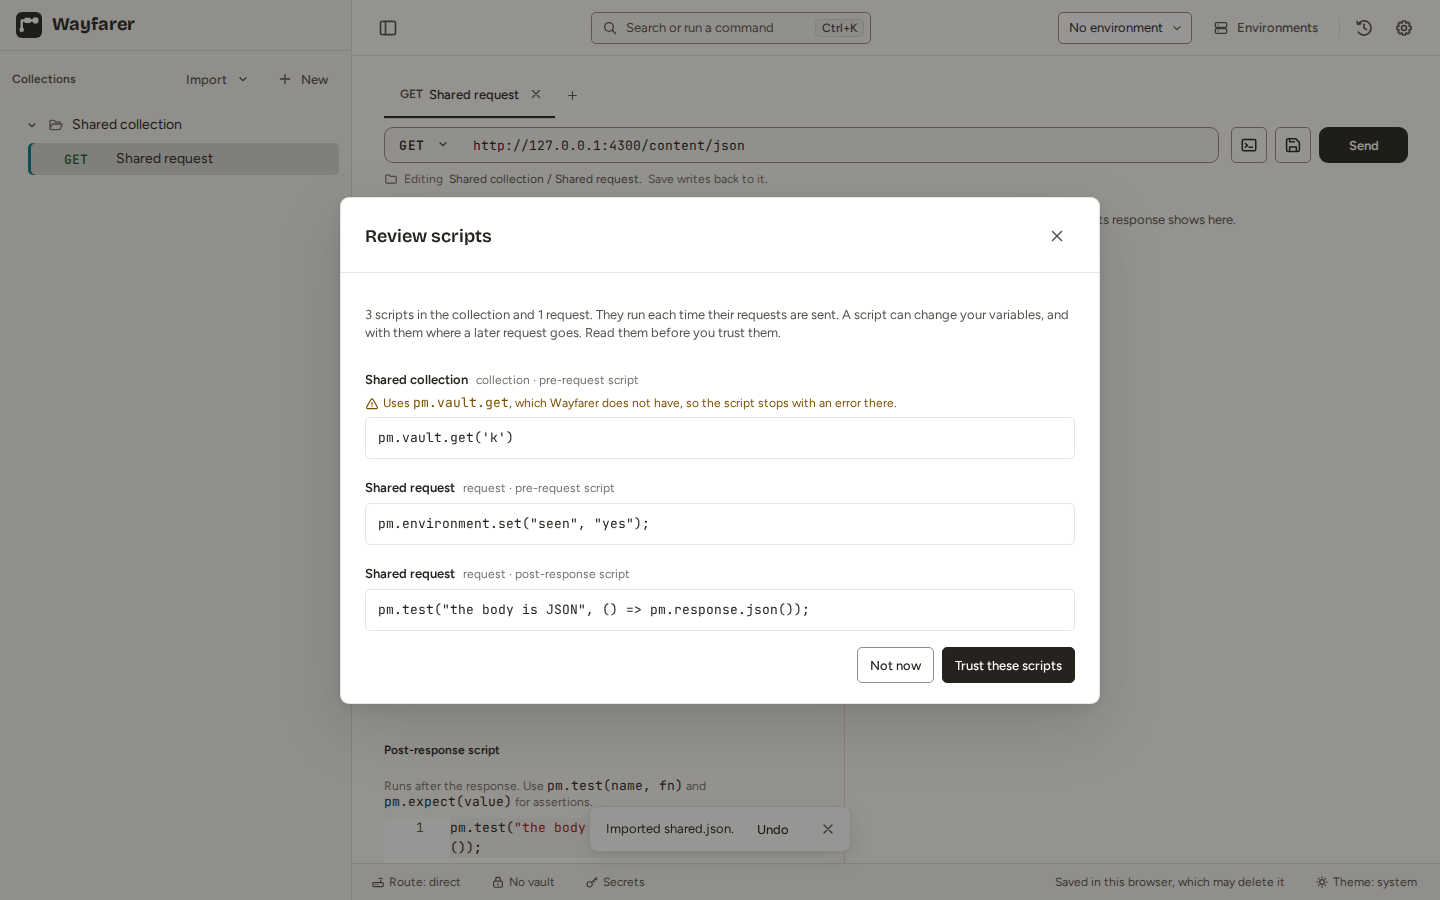 Wayfarer
Search or run a command
Ctrl+K
No environment
Environments
Collections
Import
New
GET Shared request
Shared collection
GET Shared request
GET
http://127.0.0.1:4300/content/json
Send
Editing Shared collection / Shared request. Save writes back to it.
ts response shows here.
Review scripts
3 scripts in the collection and 1 request. They run each time their requests are sent. A script can change your variables, and
with them where a later request goes. Read them before you trust them.
Shared collection collection · pre-request script
Uses pm.vault.get, which Wayfarer does not have, so the script stops with an error there.
pm.vault.get('k')
Shared request request · pre-request script
pm.environment.set("seen", "yes");
Shared request request · post-response script
pm.test("the body is JSON", () => pm.response.json());
Not now
Trust these scripts
Post-response script
Runs after the response. Use pm.test(name, fn) and
pm.expect(value) for assertions.
1 pm.test("the body
());
Imported shared.json.
Undo
Route: direct
No vault
Secrets
Saved in this browser, which may delete it
Theme: system